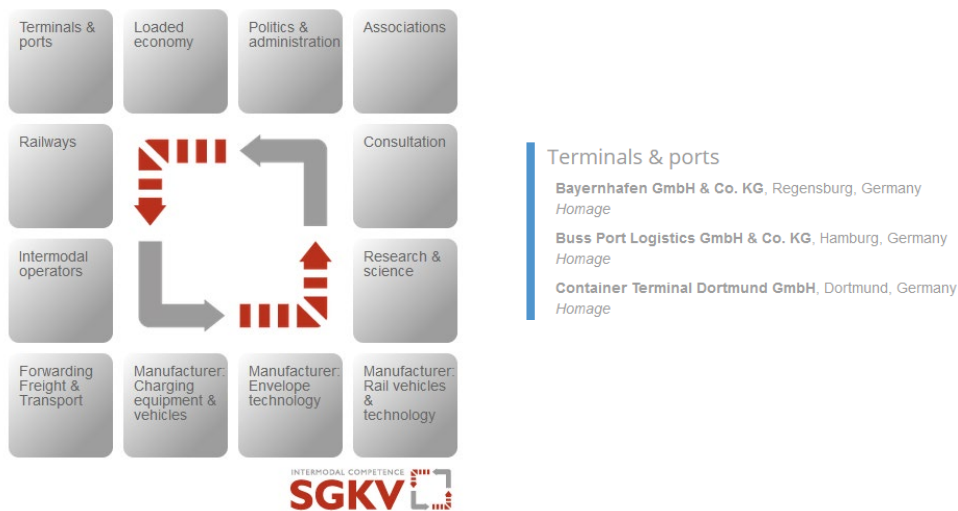 Terminals &
ports
Loaded
economy
Politics &
administration
Associations
Railways
Consultation
Intermodal
operators
Research &
science
Forwarding
Freight &
Transport
Manufacturer:
Charging
equipment &
vehicles
Manufacturer:
Envelope
technology
Manufacturer:
Rail vehicles
&
technology
INTERMODAL COMPETENCE
SGKV
Terminals & ports
Bayernhafen GmbH & Co. KG, Regensburg, Germany
Homage
Buss Port Logistics GmbH & Co. KG, Hamburg, Germany
Homage
Container Terminal Dortmund GmbH, Dortmund, Germany
Homage